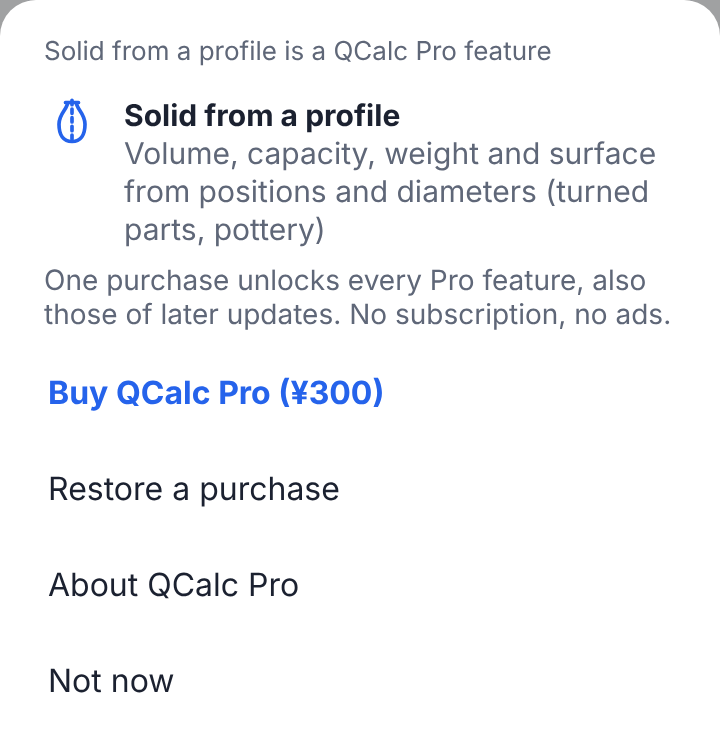 Solid from a profile is a QCalc Pro feature
Solid from a profile
Volume, capacity, weight and surface
from positions and diameters (turned
parts, pottery)
One purchase unlocks every Pro feature, also
those of later updates. No subscription, no ads.
Buy QCalc Pro (¥300)
Restore a purchase
About QCalc Pro
Not now